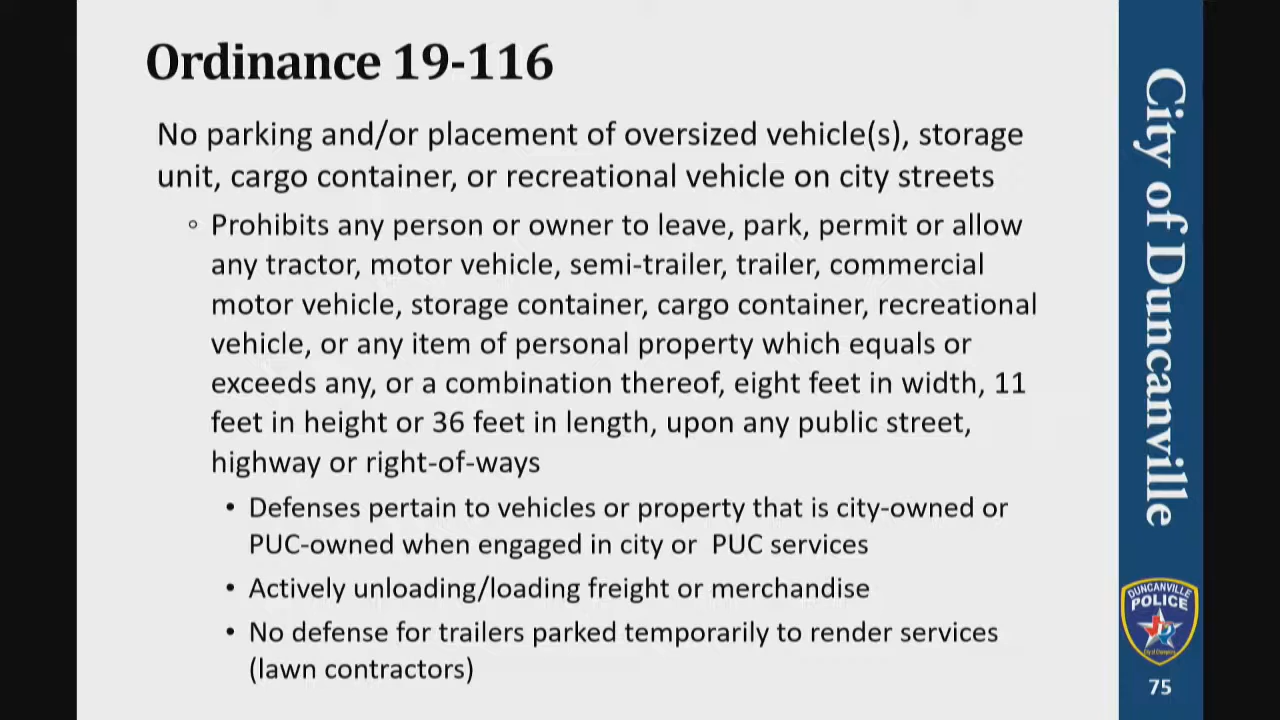 Ordinance 19-116
No parking and/or placement of oversized vehicle(s), storage
unit, cargo container, or recreational vehicle on city streets
◦ Prohibits any person or owner to leave, park, permit or allow
any tractor, motor vehicle, semi-trailer, trailer, commercial
motor vehicle, storage container, cargo container, recreational
vehicle, or any item of personal property which equals or
exceeds any, or a combination thereof, eight feet in width, 11
feet in height or 36 feet in length, upon any public street,
highway or right-of-ways
• Defenses pertain to vehicles or property that is city-owned or
PUC-owned when engaged in city or  PUC services
• Actively unloading/loading freight or merchandise
• No defense for trailers parked temporarily to render services
(lawn contractors)
City of Duncanville
DUNCANVILLE
POLICE
City of Champions
75